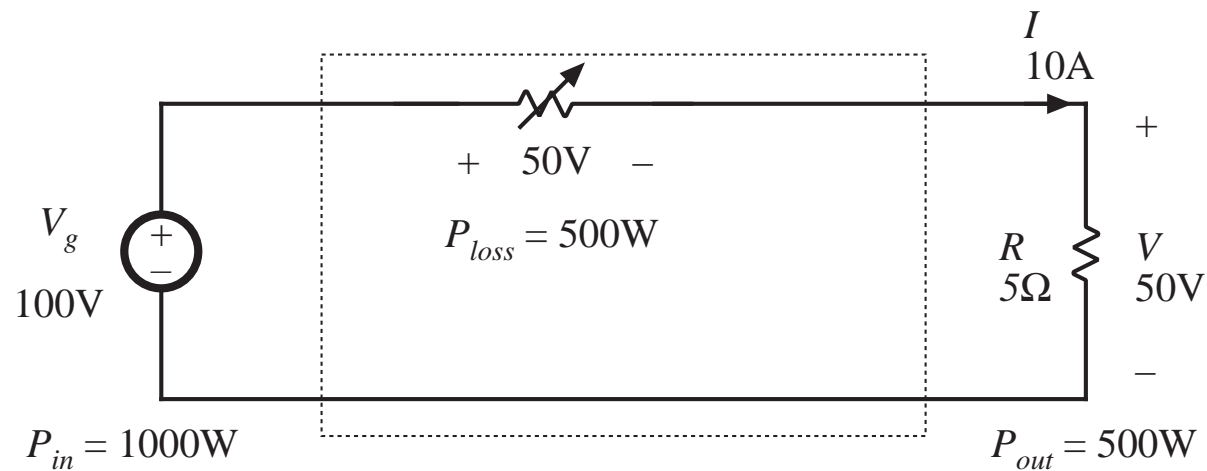 I
10A
+
+ 50V −
P_loss = 500W
V_g
+
−
100V
R
5Ω
V
50V
−
P_in = 1000W
P_out = 500W